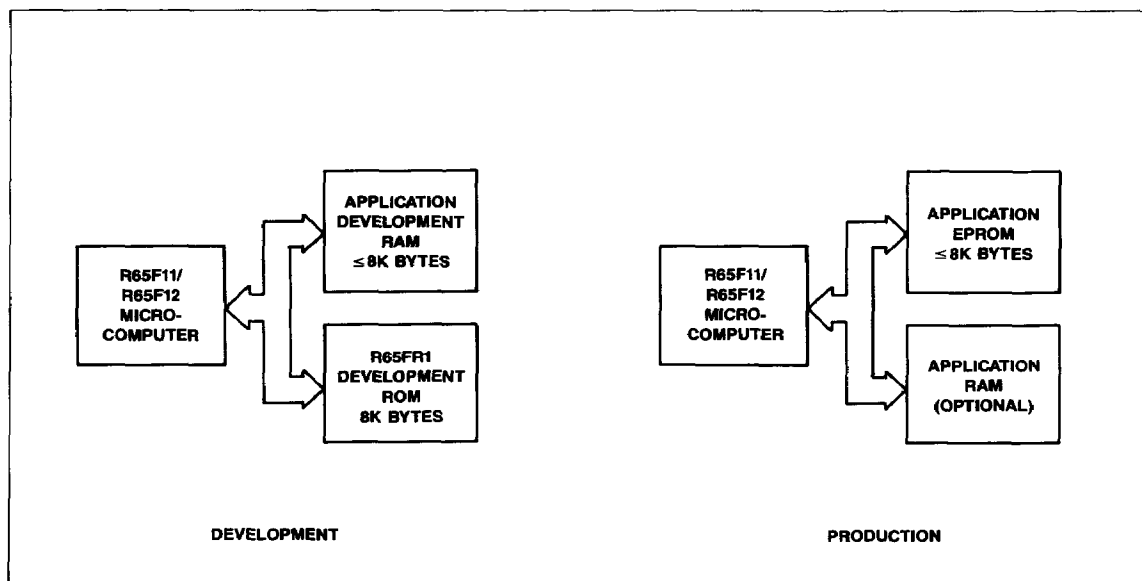 R65F11/
R65F12
MICRO-
COMPUTER
APPLICATION
DEVELOPMENT
RAM
≤8K BYTES
R65FR1
DEVELOPMENT
ROM
8K BYTES
DEVELOPMENT
R65F11/
R65F12
MICRO-
COMPUTER
APPLICATION
EPROM
≤8K BYTES
APPLICATION
RAM
(OPTIONAL)
PRODUCTION